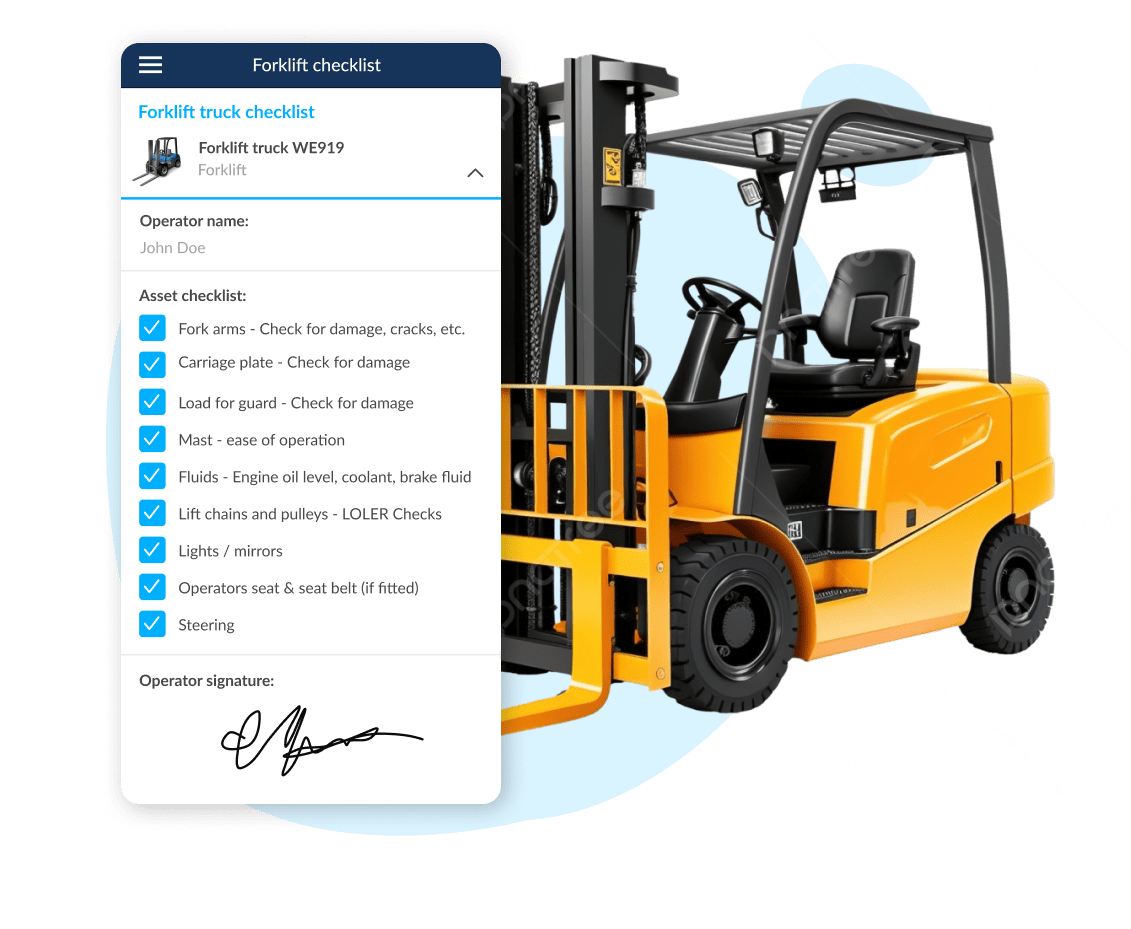 Forklift checklist
Forklift truck checklist
Forklift truck WE919
Forklift
Operator name:
John Doe
Asset checklist:
Fork arms - Check for damage, cracks, etc.
Carriage plate - Check for damage
Load for guard - Check for damage
Mast - ease of operation
Fluids - Engine oil level, coolant, brake fluid
Lift chains and pulleys - LOLER Checks
Lights / mirrors
Operators seat & seat belt (if fitted)
Steering
Operator signature: